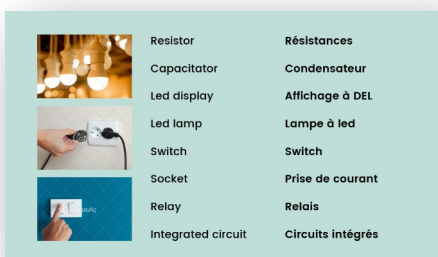 Resistor Résistances
Capacitator Condensateur
Led display Affichage à DEL
Led lamp Lampe à led
Switch Switch
Socket Prise de courant
Relay Relais
Integrated circuit Circuits intégrés